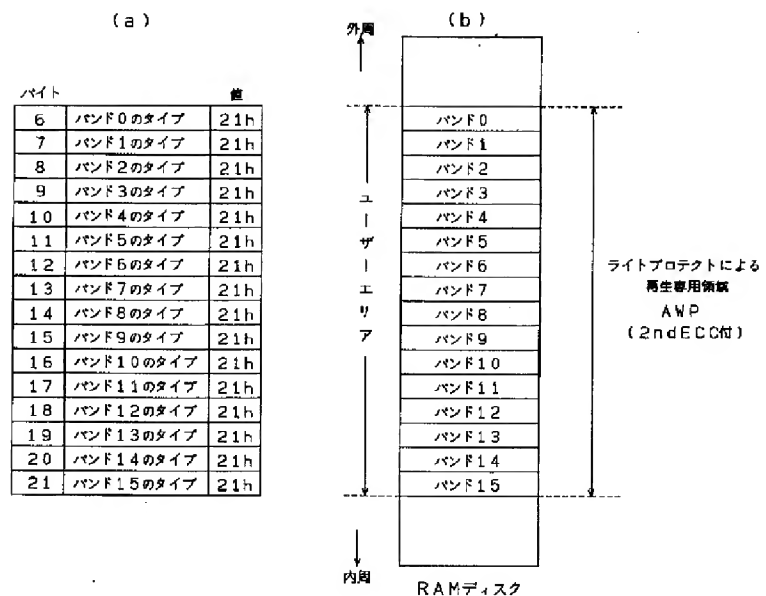 (a)
バイト 値
6 バンド0のタイプ 21h
7 バンド1のタイプ 21h
8 バンド2のタイプ 21h
9 バンド3のタイプ 21h
10 バンド4のタイプ 21h
11 バンド5のタイプ 21h
12 バンド6のタイプ 21h
13 バンド7のタイプ 21h
14 バンド8のタイプ 21h
15 バンド9のタイプ 21h
16 バンド10のタイプ 21h
17 バンド11のタイプ 21h
18 バンド12のタイプ 21h
19 バンド13のタイプ 21h
20 バンド14のタイプ 21h
21 バンド15のタイプ 21h
(b)
外周
ユーザーエリア
バンド0
バンド1
バンド2
バンド3
バンド4
バンド5
バンド6
バンド7
バンド8
バンド9
バンド10
バンド11
バンド12
バンド13
バンド14
バンド15
ライトプロテクトによる
再生専用領域
AWP
(2ndECC付)
内周
RAMディスク